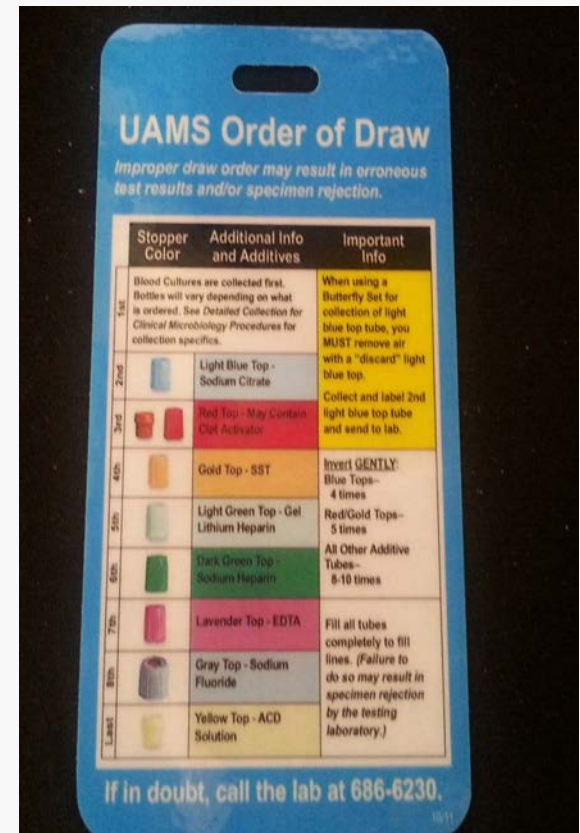 UAMS Order of Draw
Improper draw order may result in erroneous
test results and/or specimen rejection.
Stopper
Color
Additional Info
and Additives
Important
Info
1st
Blood Cultures are collected first.
Bottles will vary depending on what
is ordered. See Detailed Collection for
Clinical Microbiology Procedures for
collection specifics.
When using a
Butterfly Set for
collection of light
blue top tube, you
MUST remove air
with a "discard" light
blue top.
Collect and label 2nd
light blue top tube
and send to lab.
2nd
Light Blue Top -
Sodium Citrate
3rd
Red Top - May Contain
Clot Activator
4th
Gold Top - SST
Invert GENTLY:
Blue Tops–
4 times
Red/Gold Tops–
5 times
All Other Additive
Tubes–
8-10 times
5th
Light Green Top - Gel
Lithium Heparin
6th
Dark Green Top -
Sodium Heparin
7th
Lavender Top - EDTA
Fill all tubes
completely to fill
lines. (Failure to
do so may result in
specimen rejection
by the testing
laboratory.)
8th
Gray Top - Sodium
Fluoride
Last
Yellow Top - ACD
Solution
If in doubt, call the lab at 686-6230.